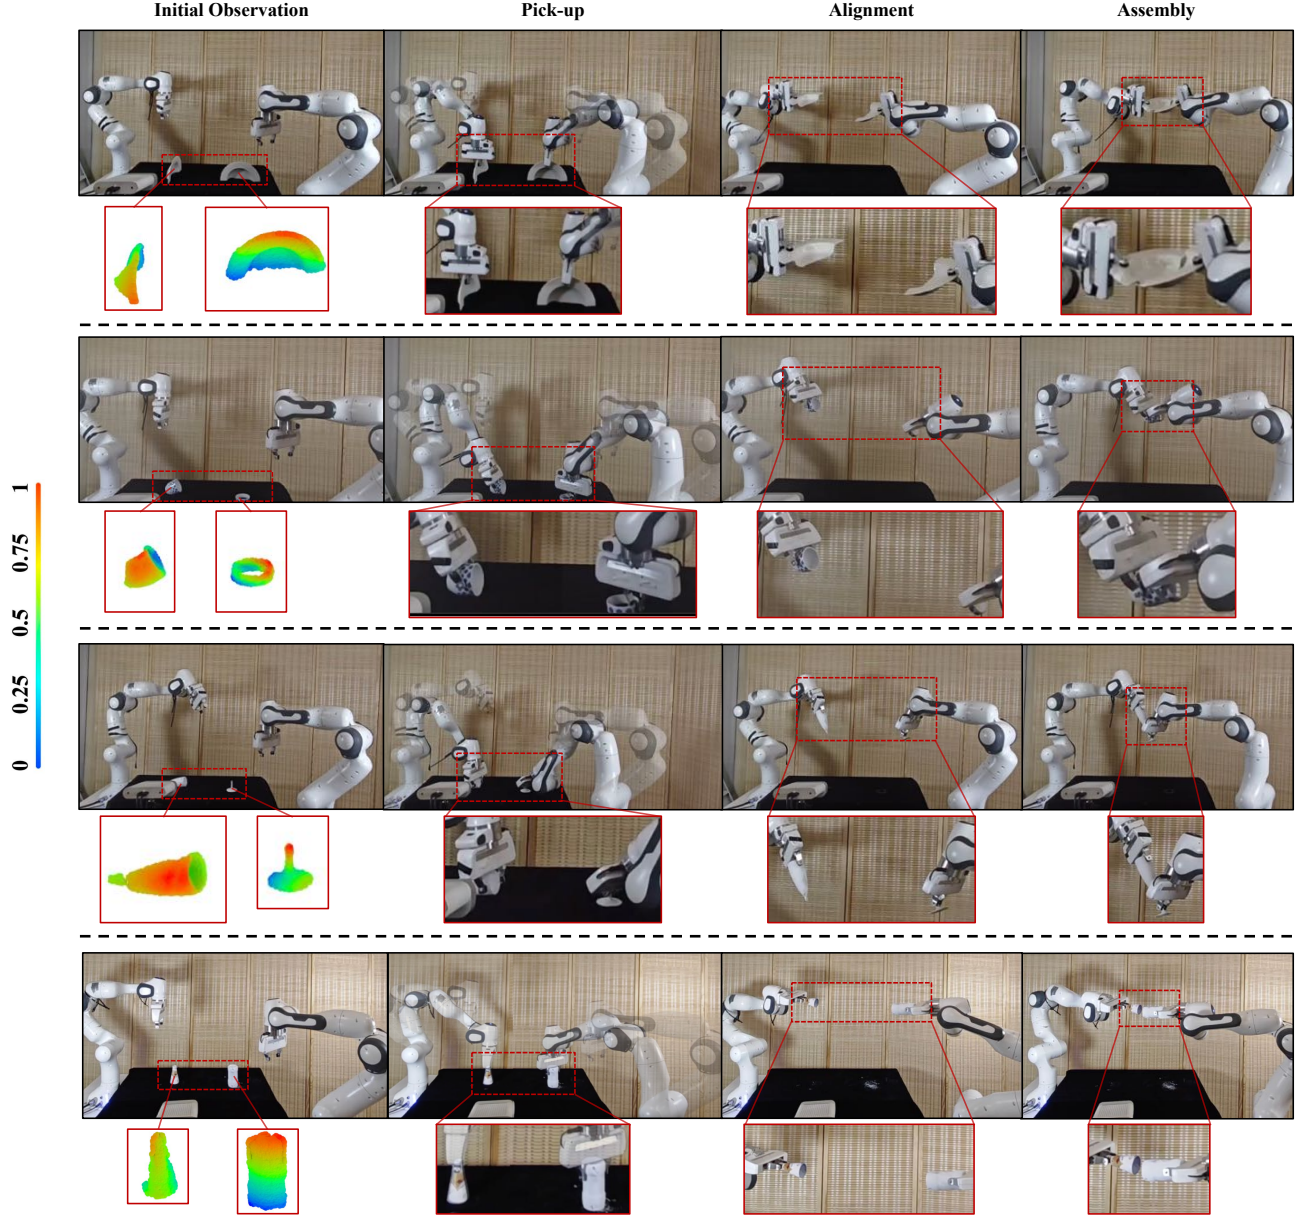 Initial Observation
Pick-up
Alignment
Assembly
1
0.75
0.5
0.25
0